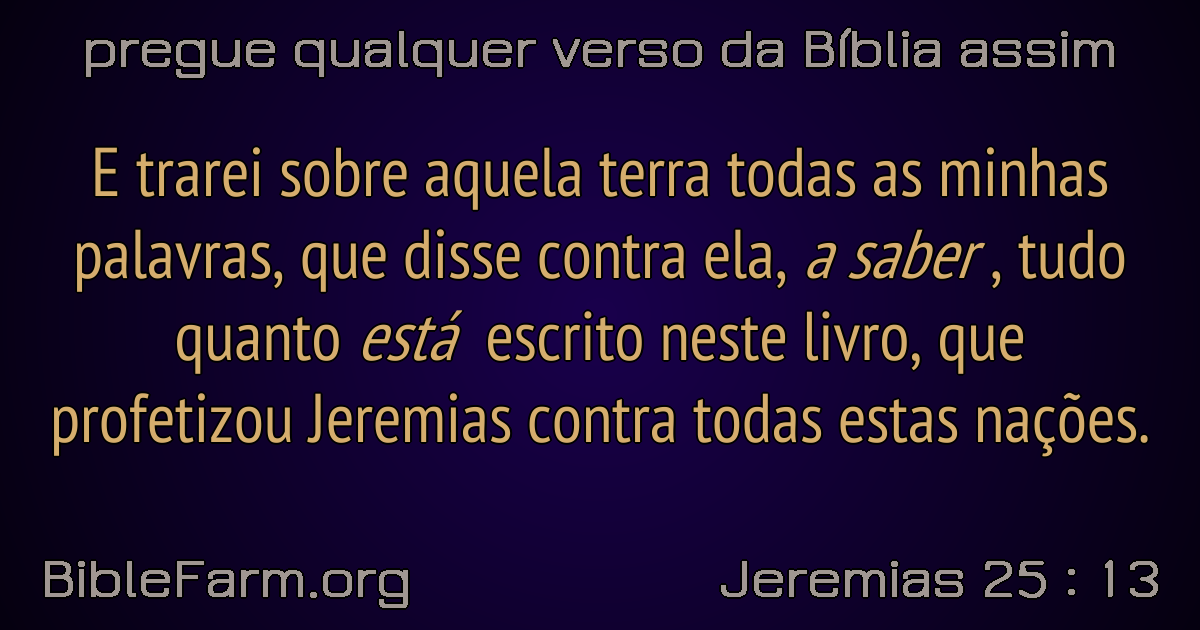 pregue qualquer verso da Bíblia assim
E trarei sobre aquela terra todas as minhas
palavras, que disse contra ela, a saber , tudo
quanto está escrito neste livro, que
profetizou Jeremias contra todas estas nações.
BibleFarm.org
Jeremias 25 : 13